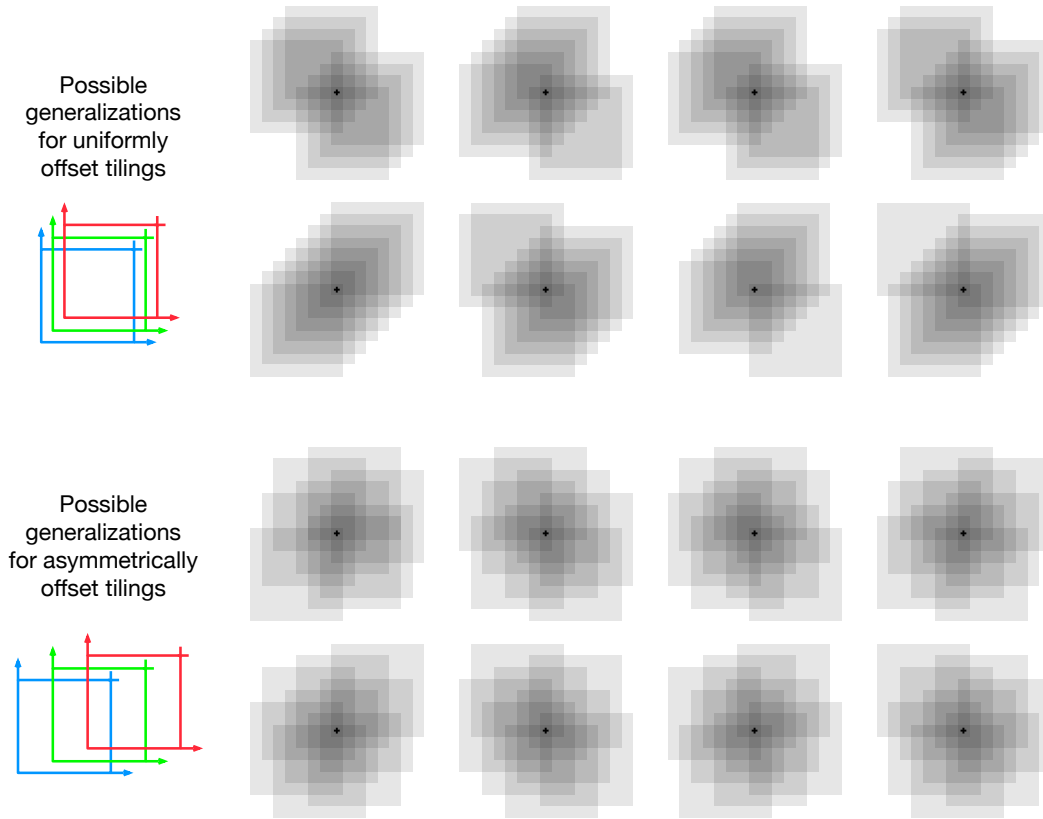 Possible
generalizations
for uniformly
offset tilings
Possible
generalizations
for asymmetrically
offset tilings